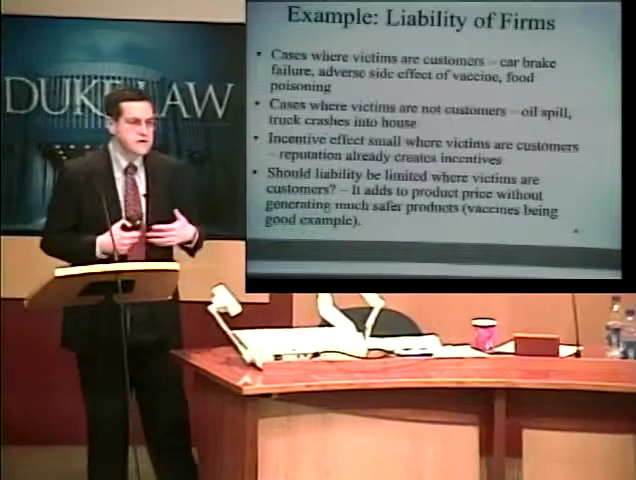 Example: Liability of Firms
• Cases where victims are customers – car brake
failure, adverse side effect of vaccine, food
poisoning
• Cases where victims are not customers – oil spill,
truck crashes into house
• Incentive effect small where victims are customers
– reputation already creates incentives
• Should liability be limited where victims are
customers? – It adds to product price without
generating much safer products (vaccines being
good example).
DUKE LAW